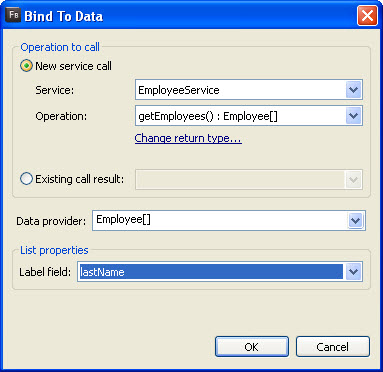 FB Bind To Data
Operation to call
New service call
Service: EmployeeService
Operation: getEmployees() : Employee[]
Change return type...
Existing call result:
Data provider: Employee[]
List properties
Label field: lastName
OK Cancel